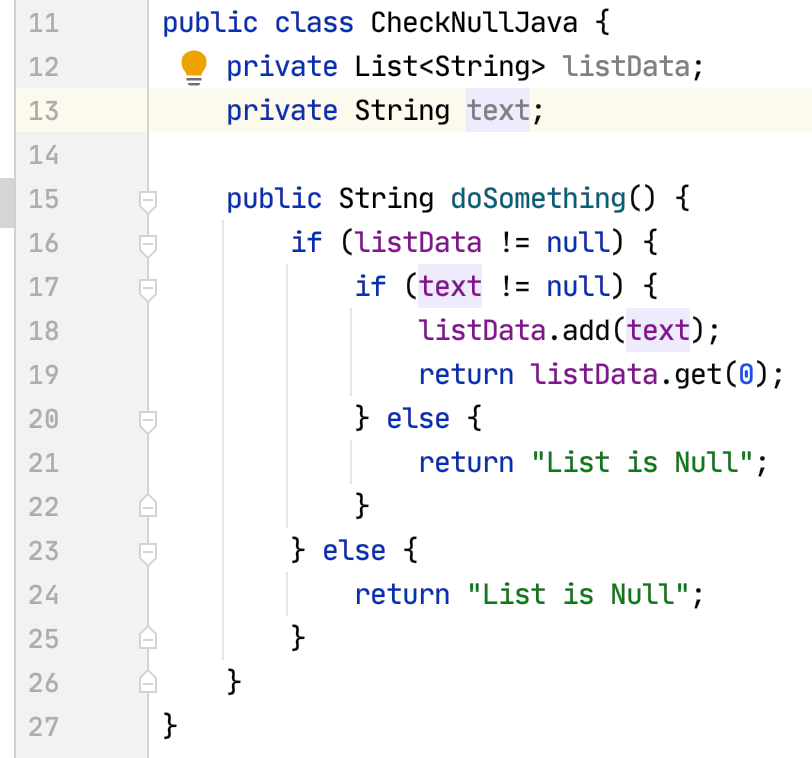 11 public class CheckNullJava {
12     private List<String> listData;
13     private String text;
14
15     public String doSomething() {
16         if (listData != null) {
17             if (text != null) {
18                 listData.add(text);
19                 return listData.get(0);
20             } else {
21                 return "List is Null";
22             }
23         } else {
24             return "List is Null";
25         }
26     }
27 }